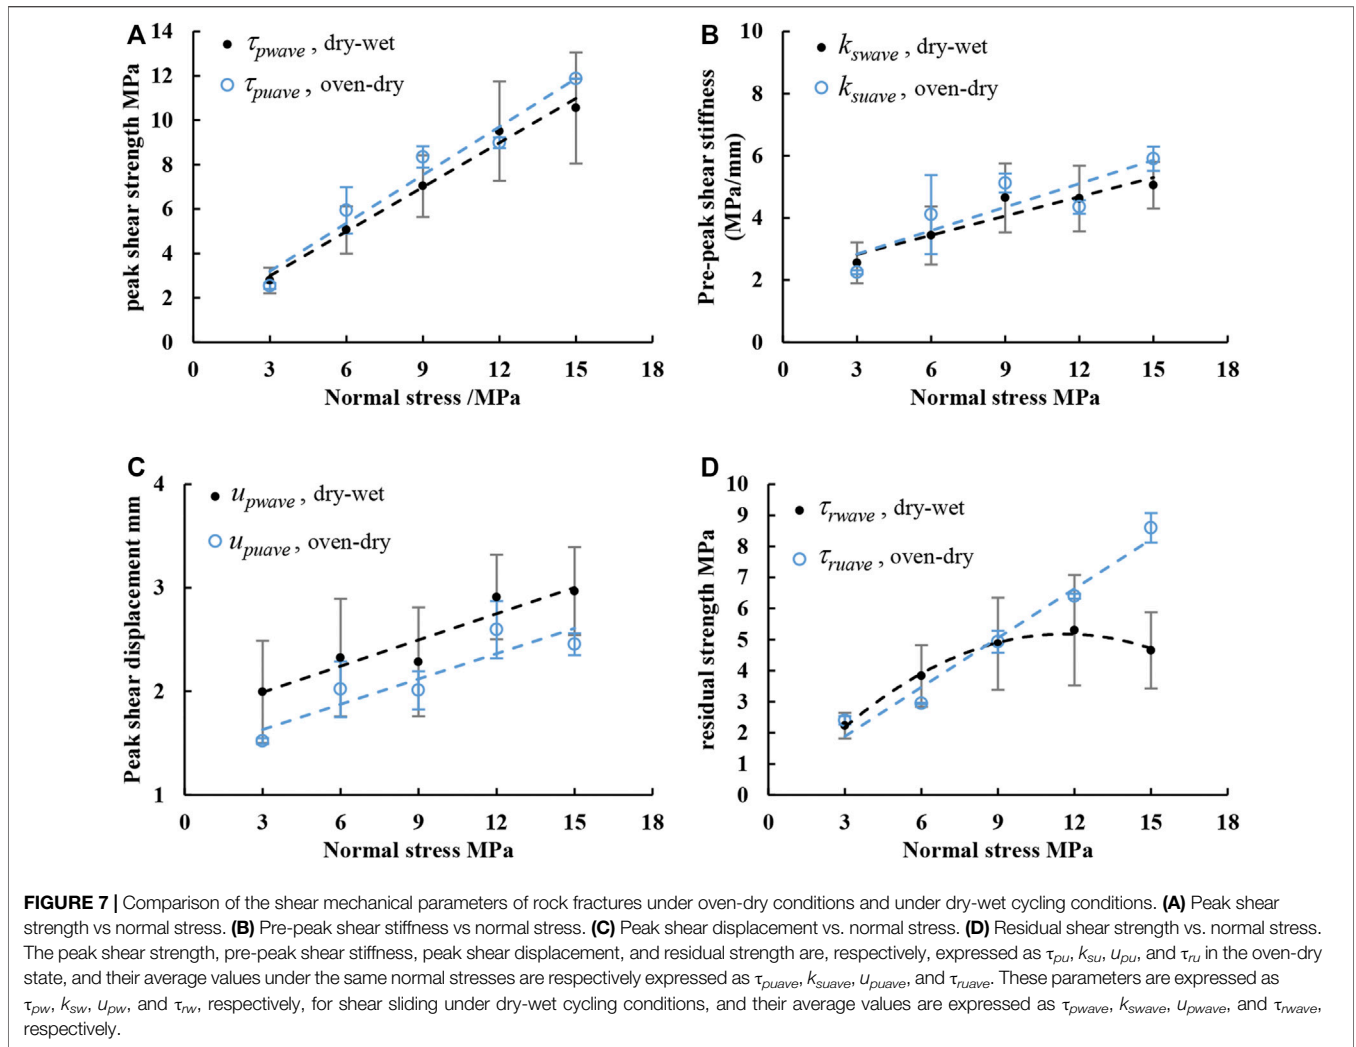 A
τpwave , dry-wet
τpuave , oven-dry
peak shear strength MPa
14
12
10
8
6
4
2
0
0 3 6 9 12 15 18
Normal stress /MPa
B
kswave , dry-wet
ksuave , oven-dry
Pre-peak shear stiffness
(MPa/mm)
10
8
6
4
2
0
0 3 6 9 12 15 18
Normal stress MPa
C
upwave , dry-wet
upuave , oven-dry
Peak shear displacement mm
4
3
2
1
0 3 6 9 12 15 18
Normal stress MPa
D
τrwave , dry-wet
τruave , oven-dry
residual strength MPa
10
9
8
7
6
5
4
3
2
1
0
0 3 6 9 12 15 18
Normal stress MPa
FIGURE 7 | Comparison of the shear mechanical parameters of rock fractures under oven-dry conditions and under dry-wet cycling conditions. (A) Peak shear
strength vs normal stress. (B) Pre-peak shear stiffness vs normal stress. (C) Peak shear displacement vs. normal stress. (D) Residual shear strength vs. normal stress.
The peak shear strength, pre-peak shear stiffness, peak shear displacement, and residual strength are, respectively, expressed as τpu, ksu, upu, and τru in the oven-dry
state, and their average values under the same normal stresses are respectively expressed as τpuave, ksuave, upuave, and τruave. These parameters are expressed as
τpw, ksw, upw, and τrw, respectively, for shear sliding under dry-wet cycling conditions, and their average values are expressed as τpwave, kswave, upwave, and τrwave,
respectively.